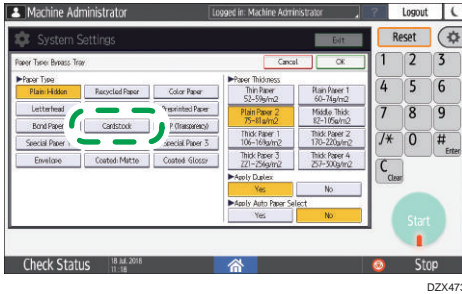 Machine Administrator
Logged in: Machine Administrator
?
Logout
System Settings
Exit
Reset
Paper Type: Bypass Tray
Cancel
OK
1 2 3
►Paper Type
►Paper Thickness
Plain: Hidden
Recycled Paper
Color Paper
Thin Paper
52-59g/m2
Plain Paper 1
60-74g/m2
4 5 6
Letterhead
Preprinted Paper
Plain Paper 2
75-81g/m2
Middle Thick
82-105g/m2
7 8 9
Bond Paper
Cardstock
P (Transparency)
Thick Paper 1
106-169g/m2
Thick Paper 2
170-220g/m2
Special Paper
Special Paper 3
/* 0 #
Enter
Envelope
Coated: Matte
Coated: Glossy
Thick Paper 3
221-256g/m2
Thick Paper 4
257-300g/m2
C
Clear
►Apply Duplex
Yes
No
►Apply Auto Paper Select
Yes
No
Start
Check Status
18 Jul. 2018
11:18
Stop
DZX473